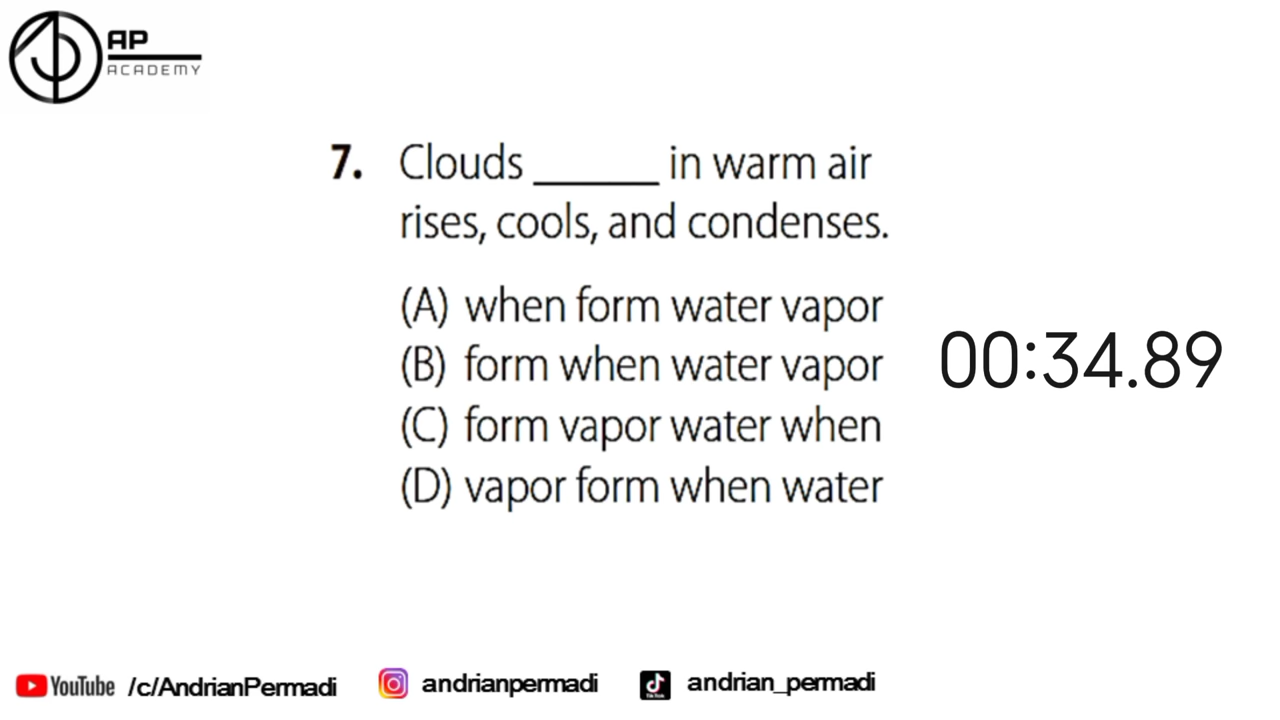 AP
ACADEMY
7. Clouds ______ in warm air
rises, cools, and condenses.
(A) when form water vapor
(B) form when water vapor
(C) form vapor water when
(D) vapor form when water
00:34.89
YouTube /c/AndrianPermadi
andrianpermadi
TikTok
andrian_permadi